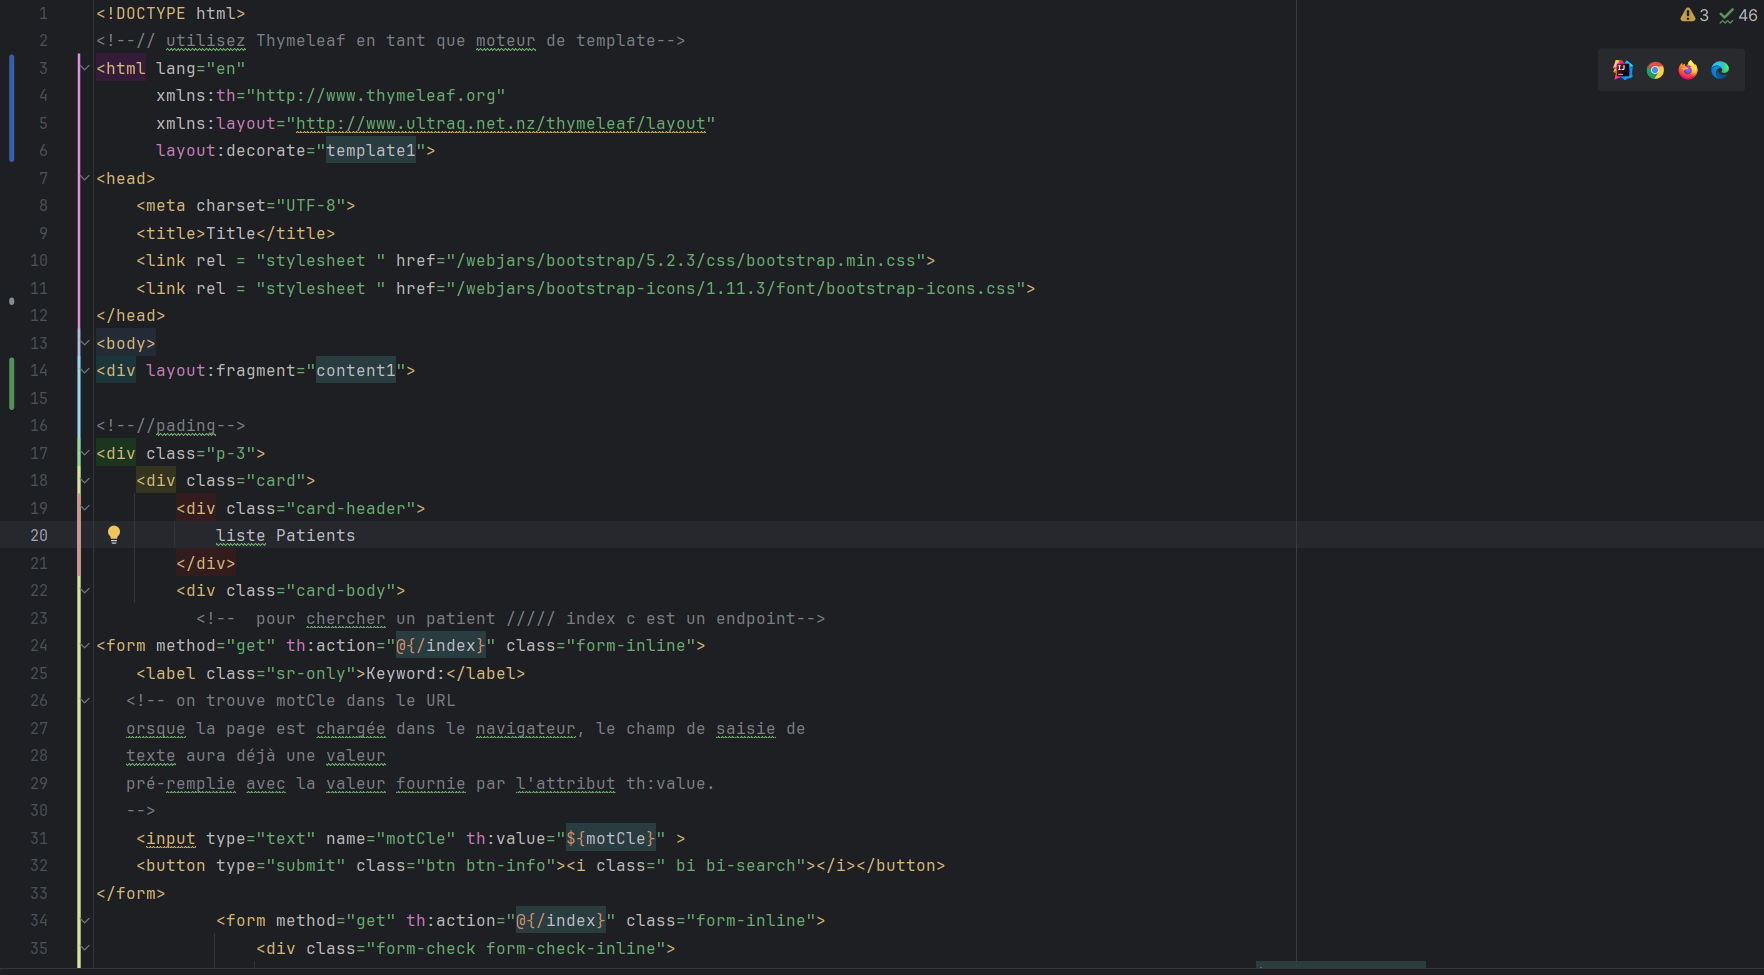 3 46
1 <!DOCTYPE html>
2 <!--// utilisez Thymeleaf en tant que moteur de template-->
3 <html lang="en"
4 xmlns:th="http://www.thymeleaf.org"
5 xmlns:layout="http://www.ultraq.net.nz/thymeleaf/layout"
6 layout:decorate="template1">
7 <head>
8 <meta charset="UTF-8">
9 <title>Title</title>
10 <link rel = "stylesheet " href="/webjars/bootstrap/5.2.3/css/bootstrap.min.css">
11 <link rel = "stylesheet " href="/webjars/bootstrap-icons/1.11.3/font/bootstrap-icons.css">
12 </head>
13 <body>
14 <div layout:fragment="content1">
15
16 <!--//pading-->
17 <div class="p-3">
18 <div class="card">
19 <div class="card-header">
20 liste Patients
21 </div>
22 <div class="card-body">
23 <!--  pour chercher un patient ///// index c est un endpoint-->
24 <form method="get" th:action="@{/index}" class="form-inline">
25 <label class="sr-only">Keyword:</label>
26 <!-- on trouve motCle dans le URL
27 orsque la page est chargée dans le navigateur, le champ de saisie de
28 texte aura déjà une valeur
29 pré-remplie avec la valeur fournie par l'attribut th:value.
30 -->
31 <input type="text" name="motCle" th:value="${motCle}" >
32 <button type="submit" class="btn btn-info"><i class=" bi bi-search"></i></button>
33 </form>
34 <form method="get" th:action="@{/index}" class="form-inline">
35 <div class="form-check form-check-inline">